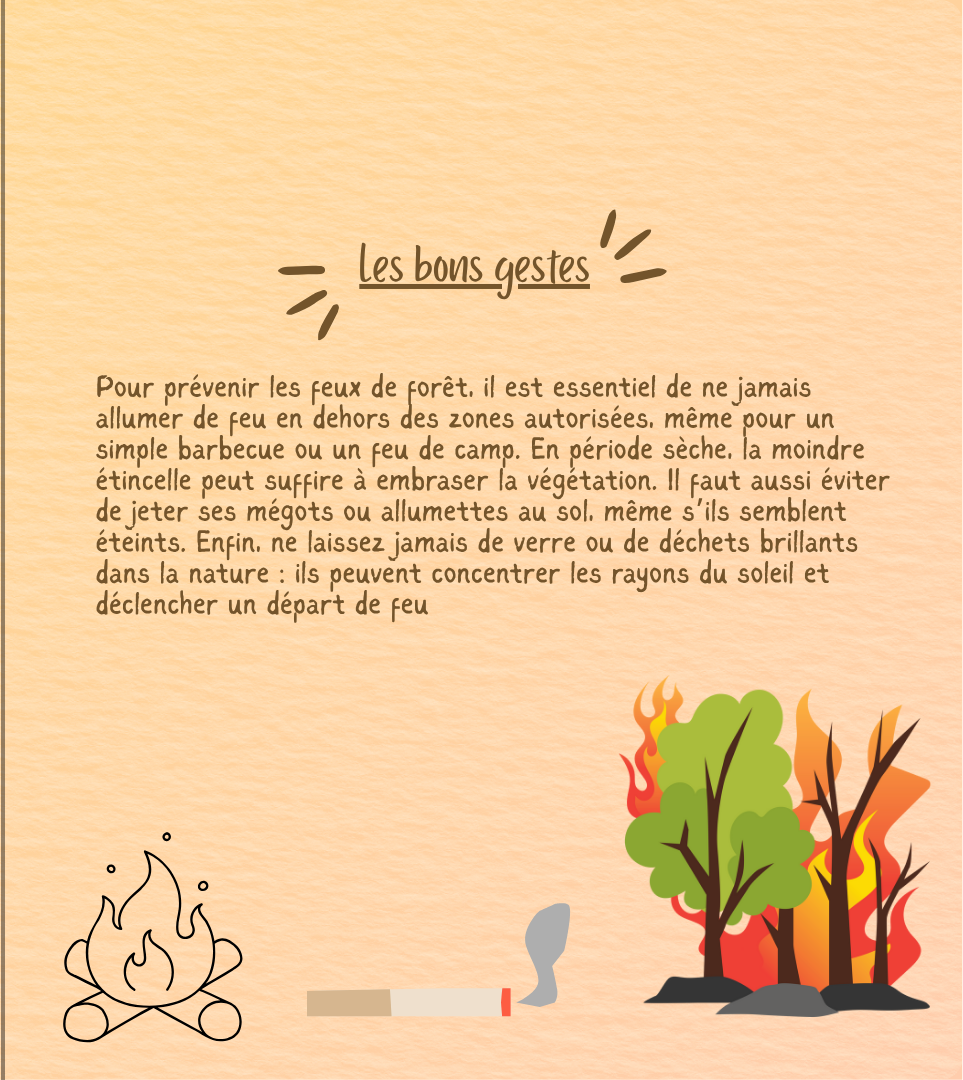 Les bons gestes
Pour prévenir les feux de forêt, il est essentiel de ne jamais
allumer de feu en dehors des zones autorisées, même pour un
simple barbecue ou un feu de camp. En période sèche, la moindre
étincelle peut suffire à embraser la végétation. Il faut aussi éviter
de jeter ses mégots ou allumettes au sol, même s'ils semblent
éteints. Enfin, ne laissez jamais de verre ou de déchets brillants
dans la nature : ils peuvent concentrer les rayons du soleil et
déclencher un départ de feu